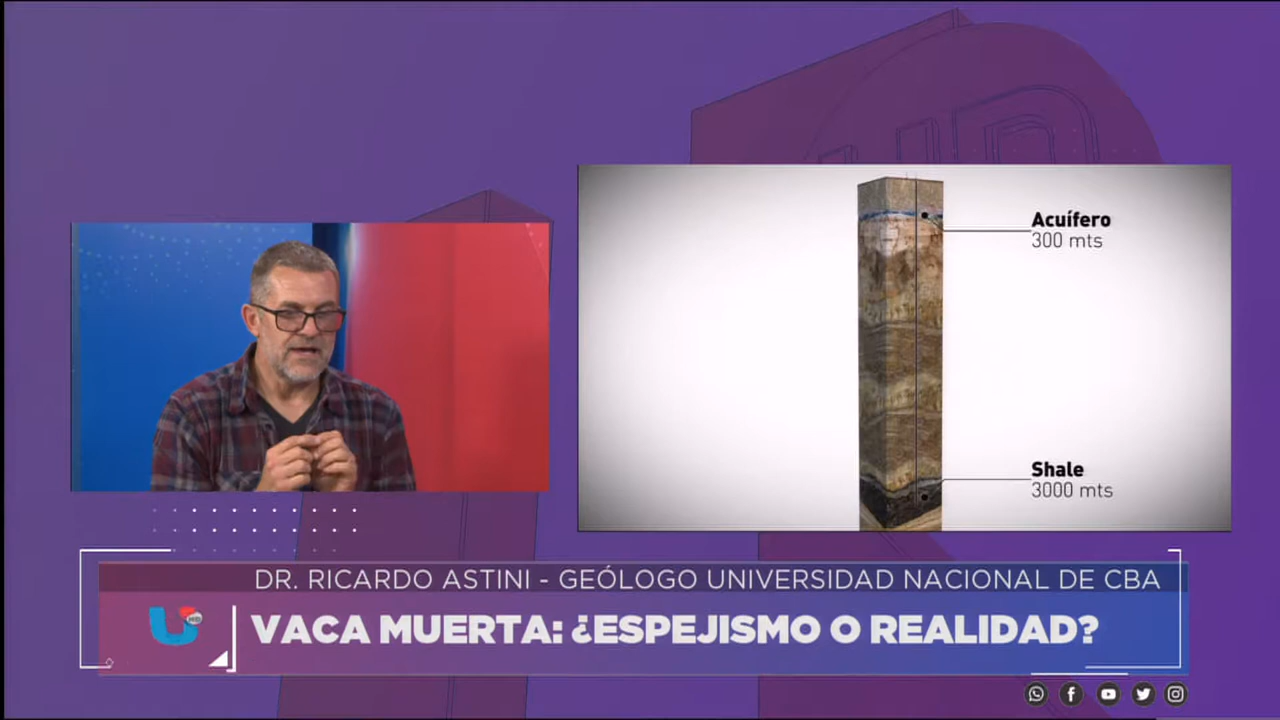 Acuífero
300 mts
Shale
3000 mts
DR. RICARDO ASTINI - GEÓLOGO UNIVERSIDAD NACIONAL DE CBA
VACA MUERTA: ¿ESPEJISMO O REALIDAD?